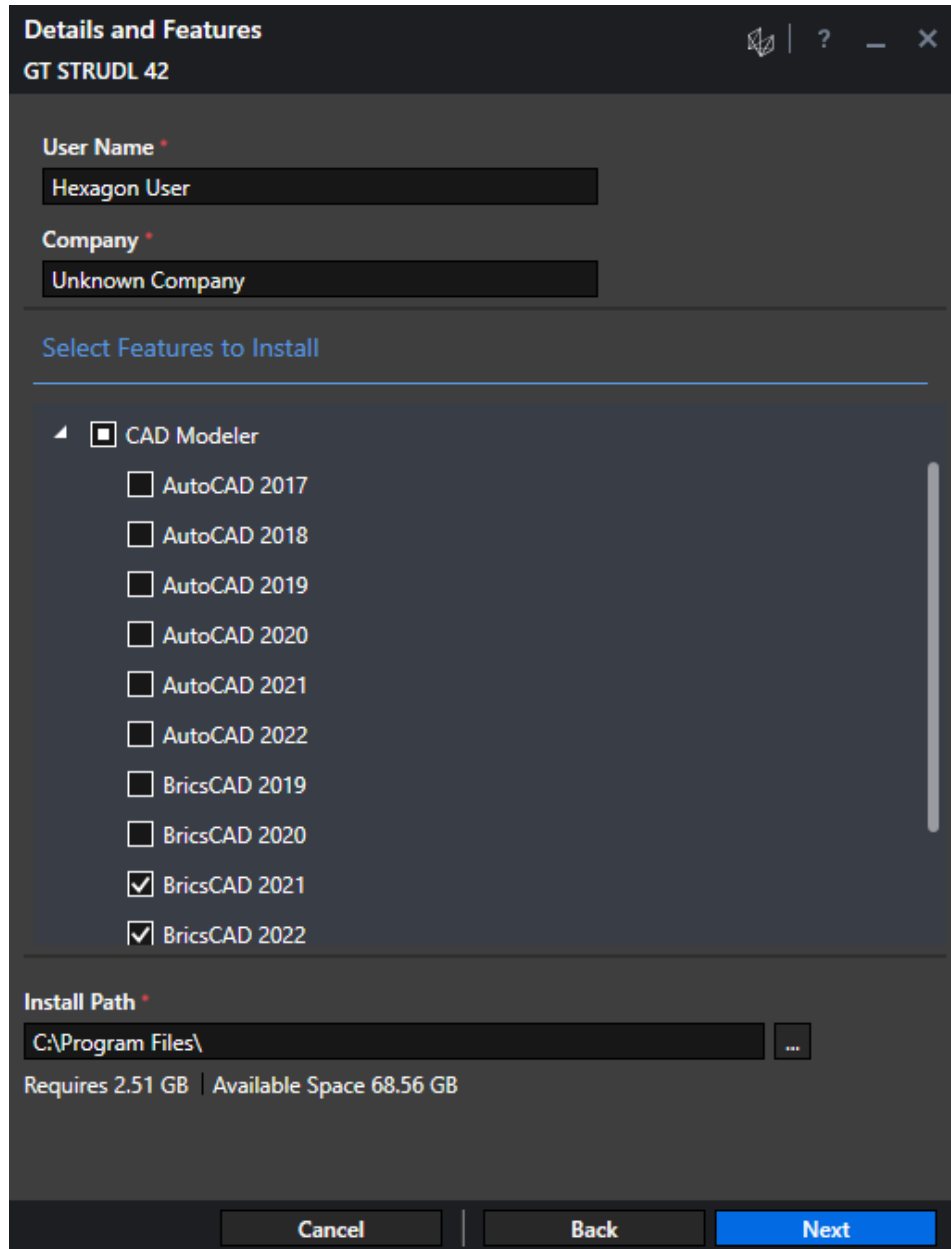 Details and Features
GT STRUDL 42
?
User Name *
Hexagon User
Company *
Unknown Company
Select Features to Install
CAD Modeler
AutoCAD 2017
AutoCAD 2018
AutoCAD 2019
AutoCAD 2020
AutoCAD 2021
AutoCAD 2022
BricsCAD 2019
BricsCAD 2020
BricsCAD 2021
BricsCAD 2022
Install Path *
C:\Program Files\
...
Requires 2.51 GB | Available Space 68.56 GB
Cancel | Back Next